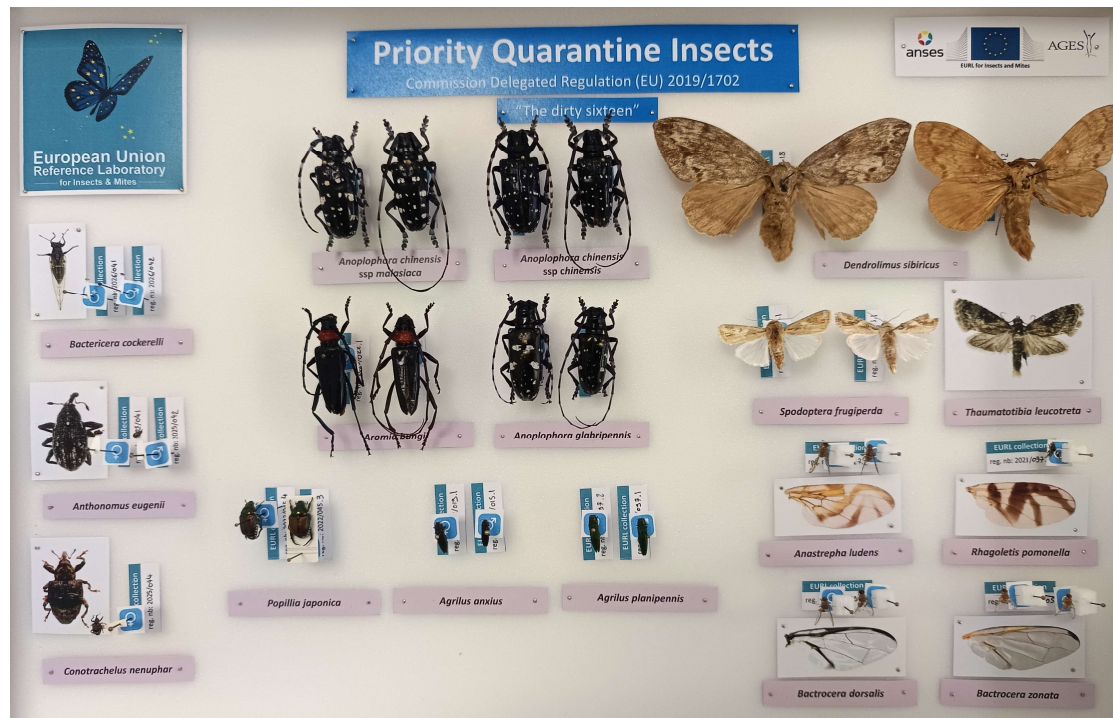 European Union
Reference Laboratory
for Insects & Mites
Priority Quarantine Insects
Commission Delegated Regulation (EU) 2019/1702
“The dirty sixteen”
anses
AGES
EURL for Insects and Mites
Anoplophora chinensis
ssp malasiaca
Anoplophora chinensis
ssp chinensis
Dendrolimus sibiricus
Bactericera cockerelli
Aromia bungii
Anoplophora glabripennis
Spodoptera frugiperda
Thaumatotibia leucotreta
Anthonomus eugenii
EURL collection
Anastrepha ludens
Rhagoletis pomonella
Popillia japonica
Agrilus anxius
Agrilus planipennis
Conotrachelus nenuphar
Bactrocera dorsalis
Bactrocera zonata